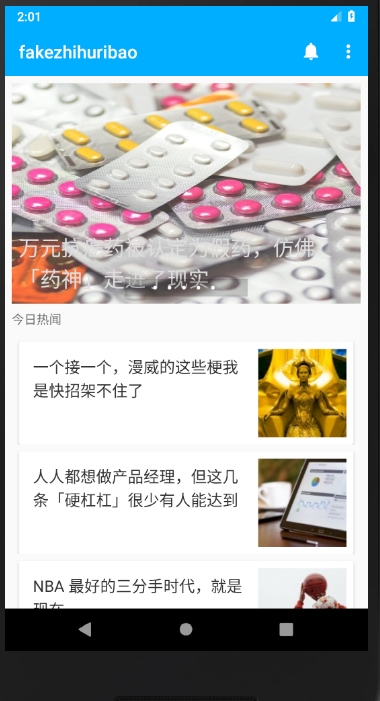 2:01
fakezhihuribao
万元抗癌药被认定为假药，仿佛
「药神」走进了现实
今日热闻
一个接一个，漫威的这些梗我
是快招架不住了
人人都想做产品经理，但这几
条「硬杠杠」很少有人能达到
NBA 最好的三分手时代，就是
现在